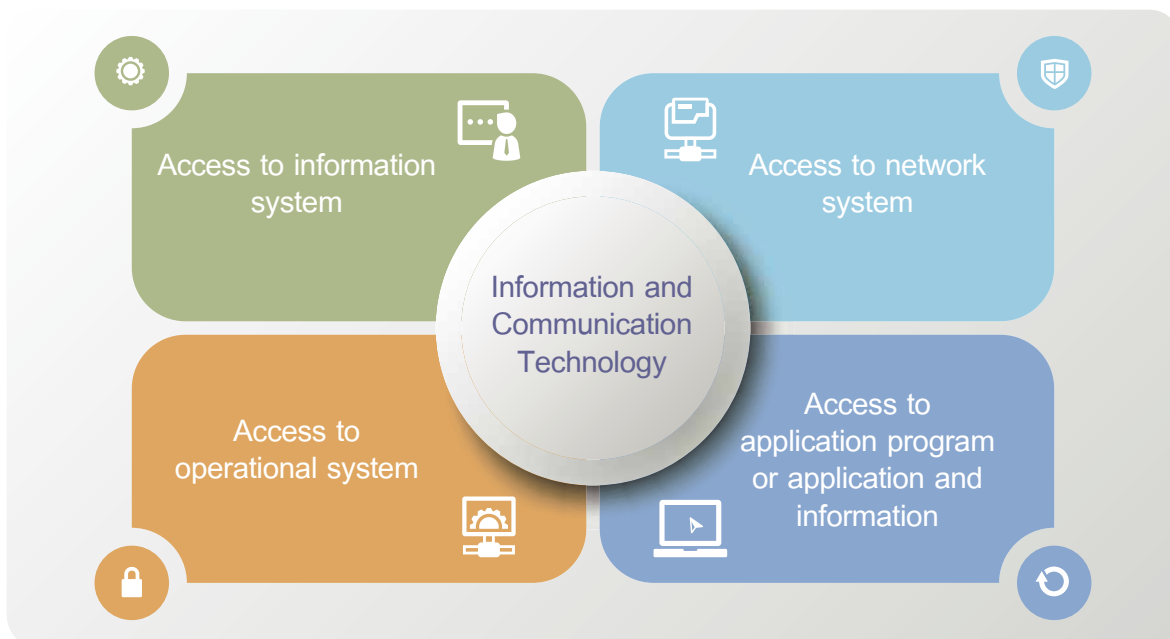 Access to information
system
Access to network
system
Information and
Communication
Technology
Access to
operational system
Access to
application program
or application and
information